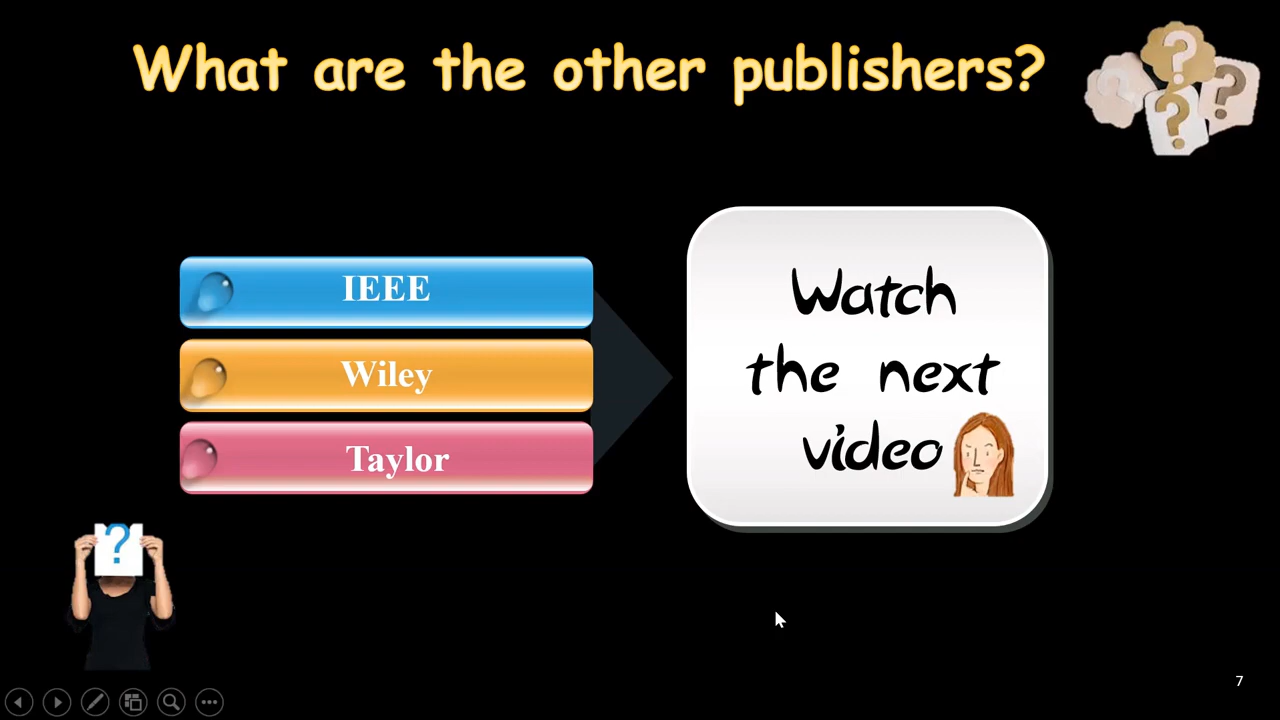 What are the other publishers?
IEEE
Wiley
Taylor
Watch
the next
video
?
7